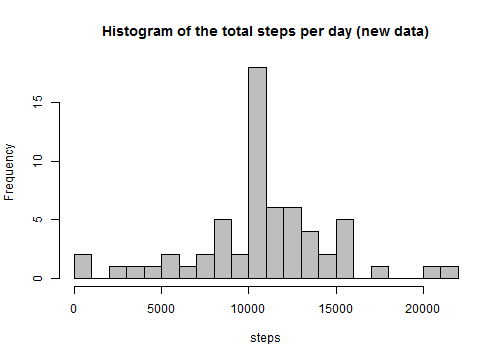 Histogram of the total steps per day (new data)
15
10
5
0
Frequency
0 5000 10000 15000 20000
steps